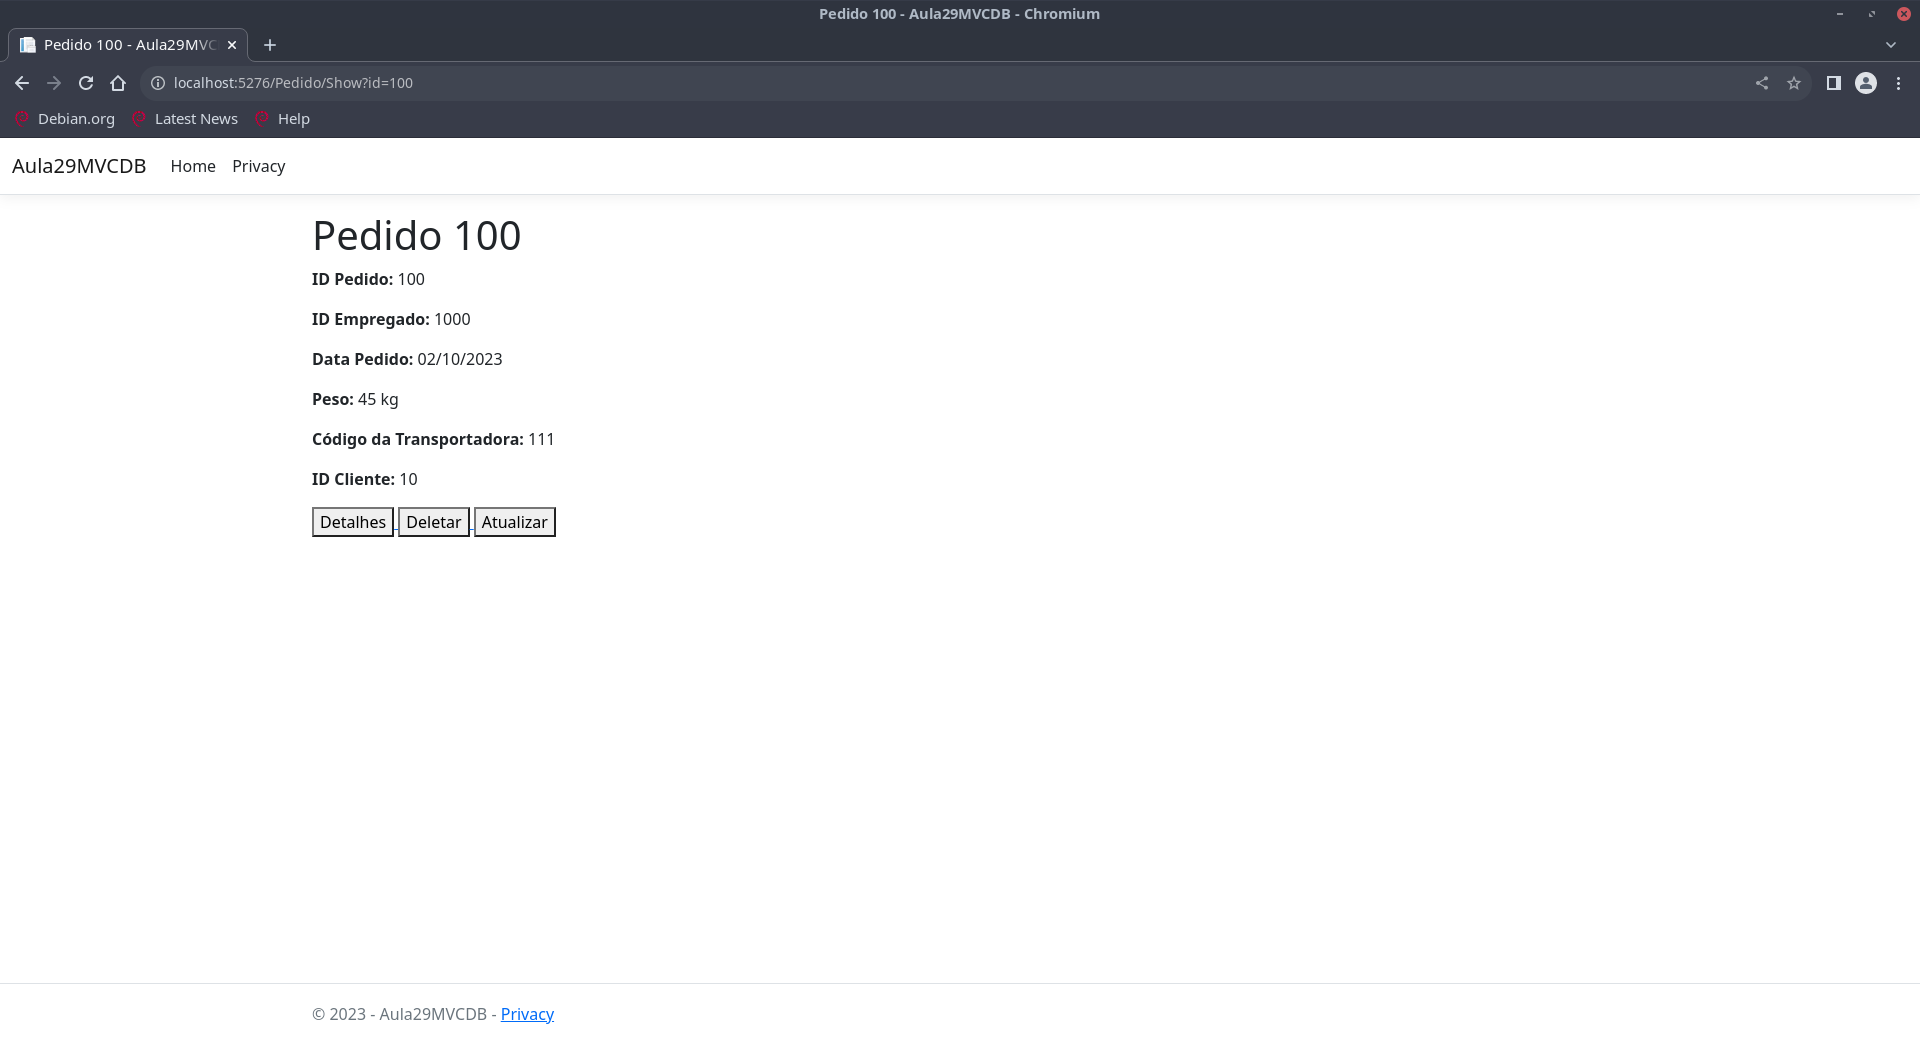 Pedido 100 - Aula29MVCDB - Chromium
Pedido 100 - Aula29MVC
localhost:5276/Pedido/Show?id=100
Debian.org Latest News Help
Aula29MVCDB Home Privacy
Pedido 100
ID Pedido: 100
ID Empregado: 1000
Data Pedido: 02/10/2023
Peso: 45 kg
Código da Transportadora: 111
ID Cliente: 10
Detalhes Deletar Atualizar
© 2023 - Aula29MVCDB - Privacy